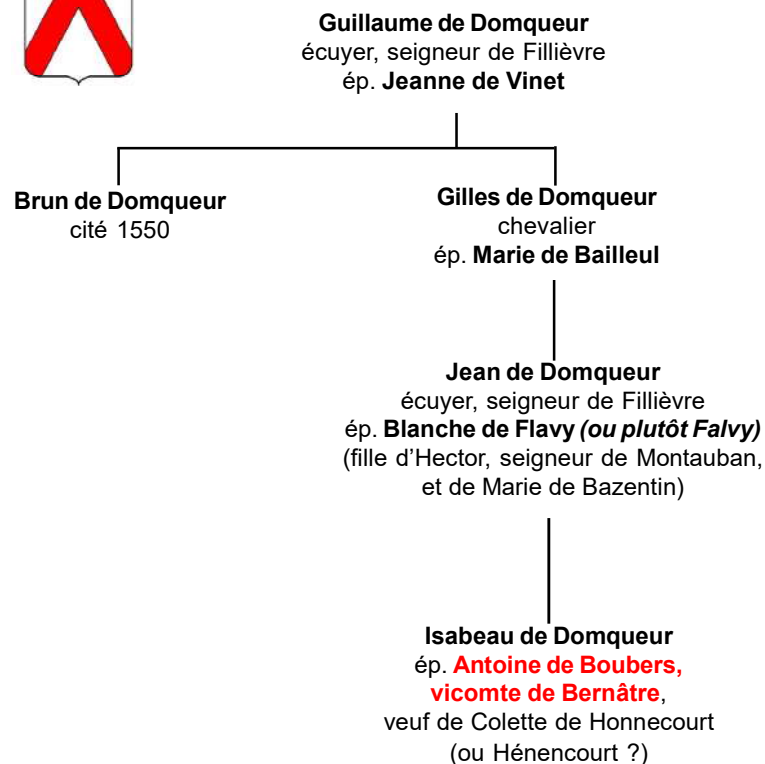 Guillaume de Domqueur
écuyer, seigneur de Fillièvre
ép. Jeanne de Vinet
Brun de Domqueur
cité 1550
Gilles de Domqueur
chevalier
ép. Marie de Bailleul
Jean de Domqueur
écuyer, seigneur de Fillièvre
ép. Blanche de Flavy (ou plutôt Falvy)
(fille d’Hector, seigneur de Montauban,
et de Marie de Bazentin)
Isabeau de Domqueur
ép. Antoine de Boubers,
vicomte de Bernâtre,
veuf de Colette de Honnecourt
(ou Hénencourt ?)